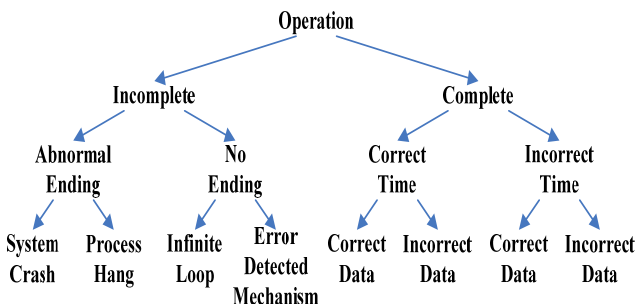 Operation
Incomplete
Complete
Abnormal
Ending
No
Ending
Correct
Time
Incorrect
Time
System
Crash
Process
Hang
Infinite
Loop
Error
Detected
Mechanism
Correct
Data
Incorrect
Data
Correct
Data
Incorrect
Data